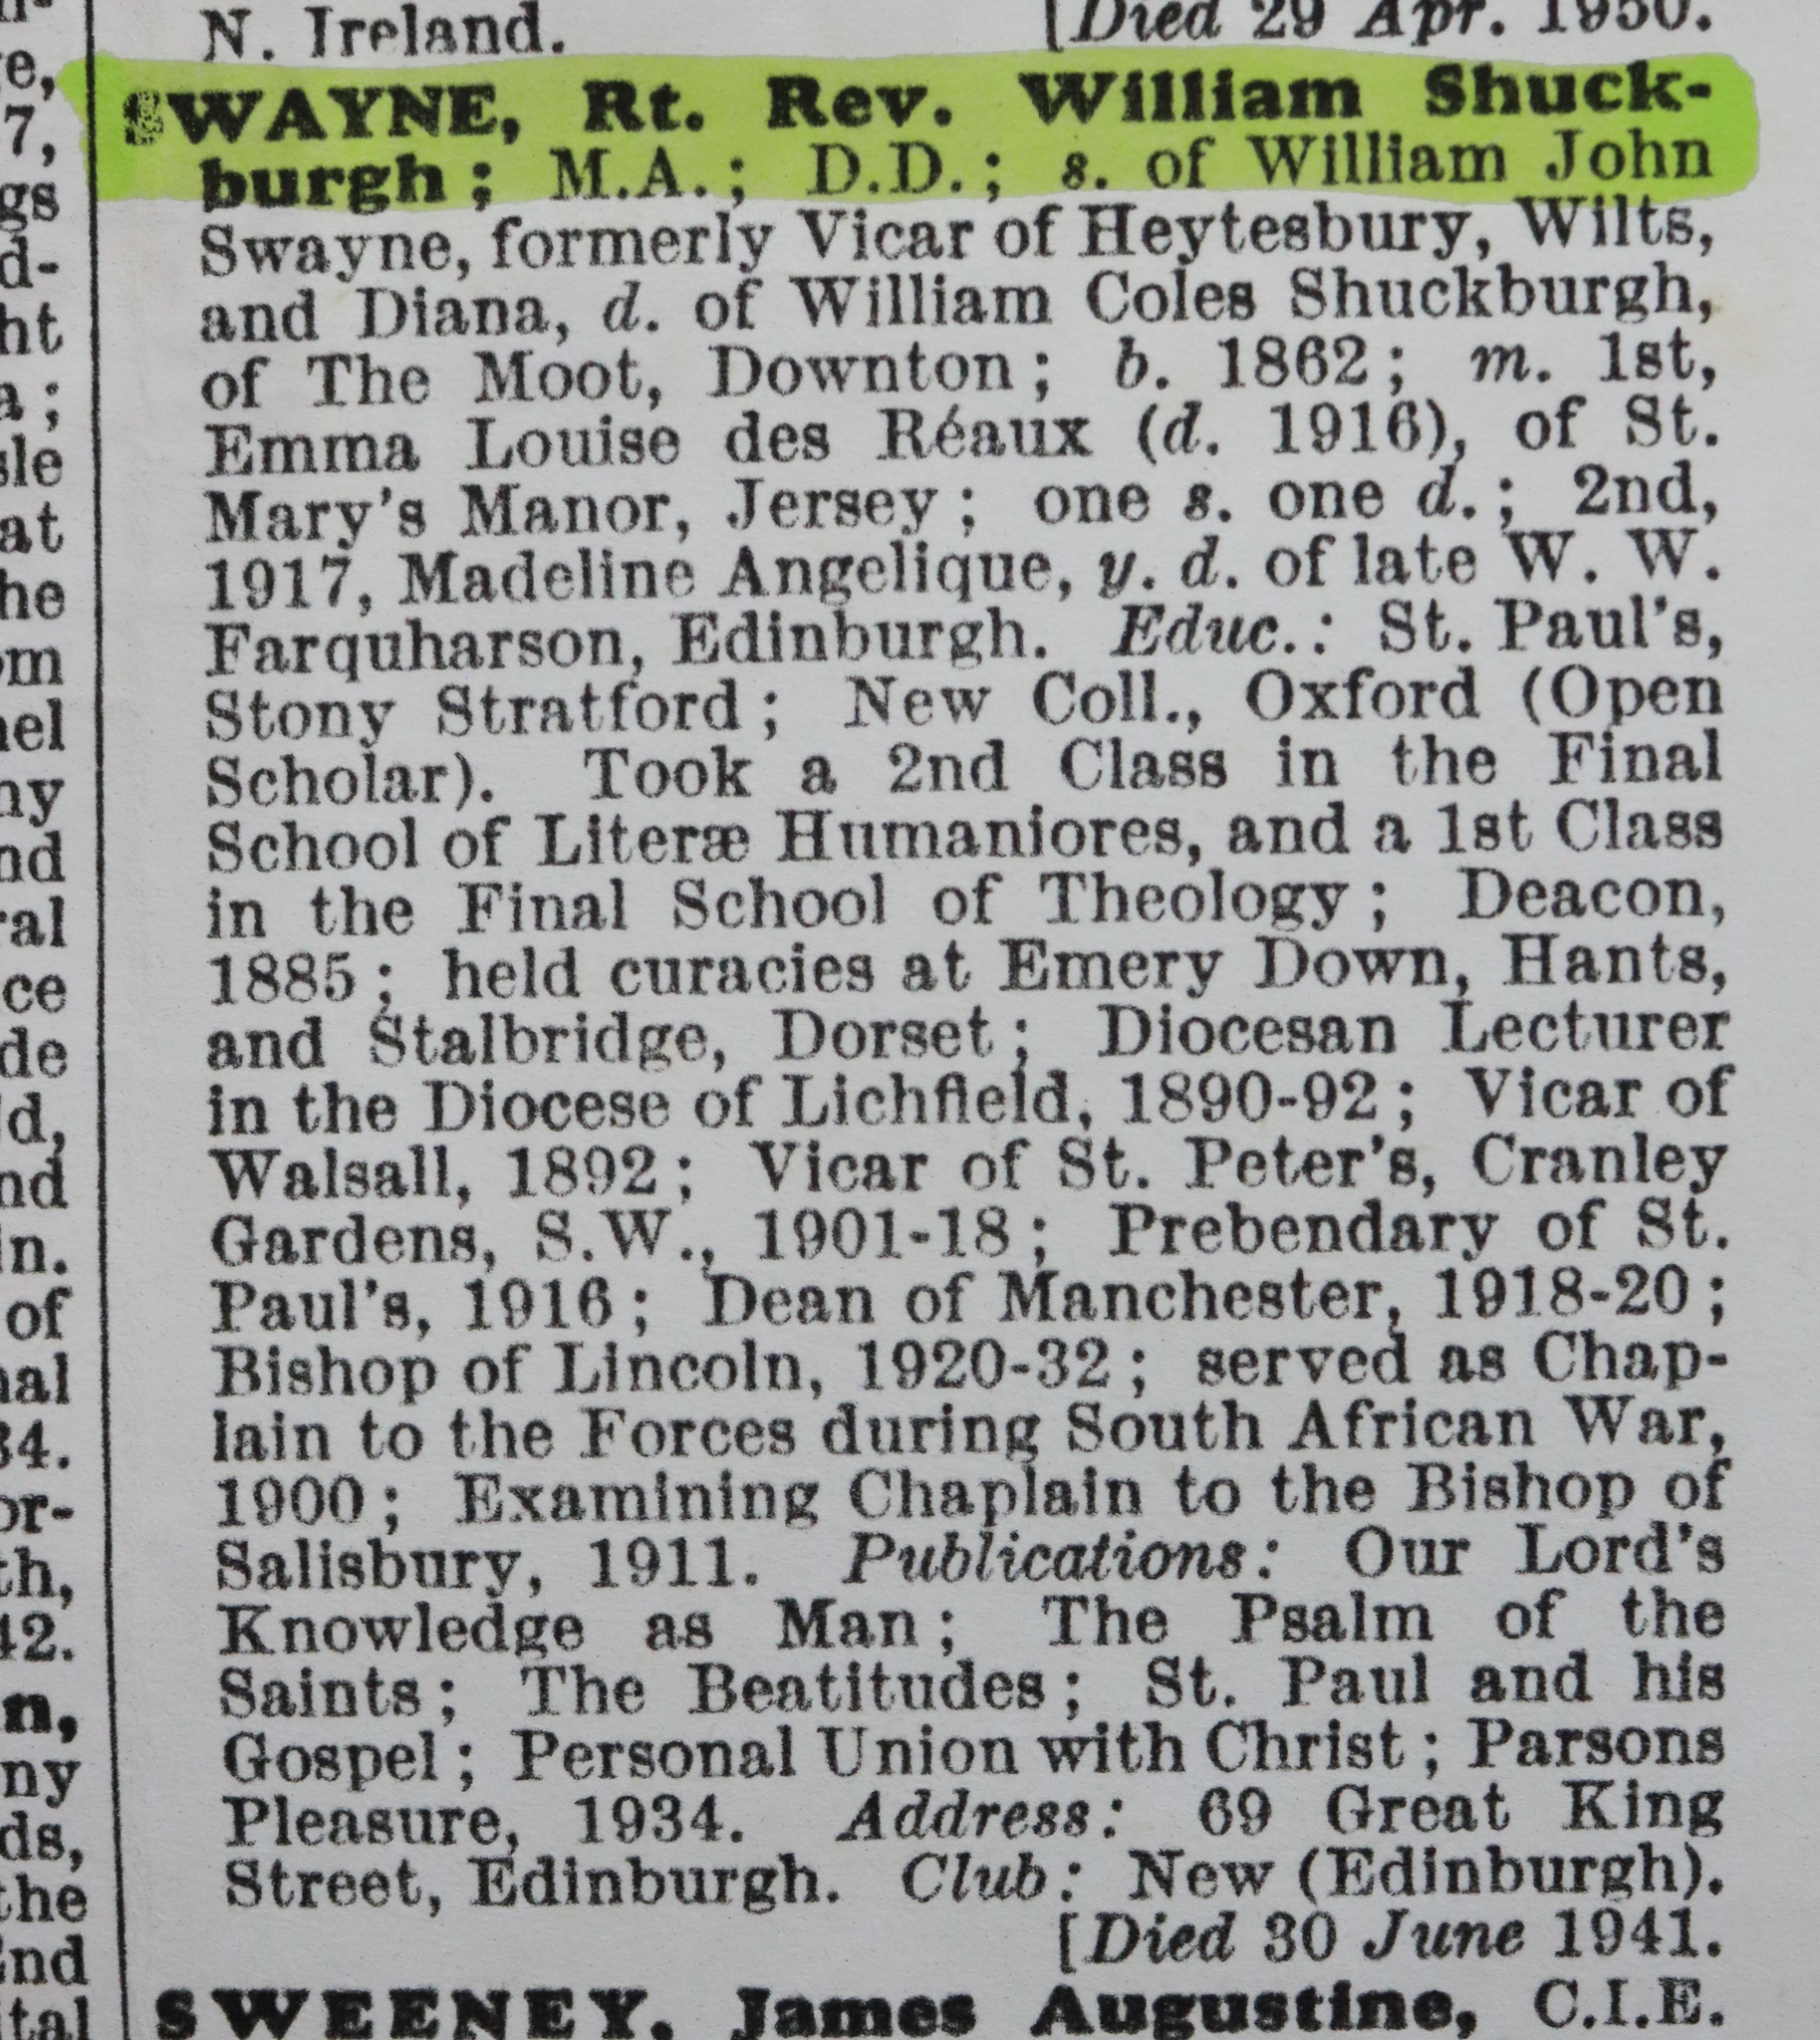 N. Ireland. [Died 29 Apr. 1950.
SWAYNE, Rt. Rev. William Shuck-
burgh; M.A.; D.D.; s. of William John
Swayne, formerly Vicar of Heytesbury, Wilts,
and Diana, d. of William Coles Shuckburgh,
of The Moot, Downton; b. 1862; m. 1st,
Emma Louise des Réaux (d. 1916), of St.
Mary's Manor, Jersey; one s. one d.; 2nd,
1917, Madeline Angelique, y. d. of late W. W.
Farquharson, Edinburgh. Educ.: St. Paul's,
Stony Stratford; New Coll., Oxford (Open
Scholar). Took a 2nd Class in the Final
School of Literæ Humaniores, and a 1st Class
in the Final School of Theology; Deacon,
1885; held curacies at Emery Down, Hants,
and Stalbridge, Dorset; Diocesan Lecturer
in the Diocese of Lichfield, 1890-92; Vicar of
Walsall, 1892; Vicar of St. Peter's, Cranley
Gardens, S.W., 1901-18; Prebendary of St.
Paul's, 1916; Dean of Manchester, 1918-20;
Bishop of Lincoln, 1920-32; served as Chap-
lain to the Forces during South African War,
1900; Examining Chaplain to the Bishop of
Salisbury, 1911. Publications: Our Lord's
Knowledge as Man; The Psalm of the
Saints; The Beatitudes; St. Paul and his
Gospel; Personal Union with Christ; Parsons
Pleasure, 1934. Address: 69 Great King
Street, Edinburgh. Club: New (Edinburgh).
[Died 30 June 1941.
SWEENEY, James Augustine, C.I.E.